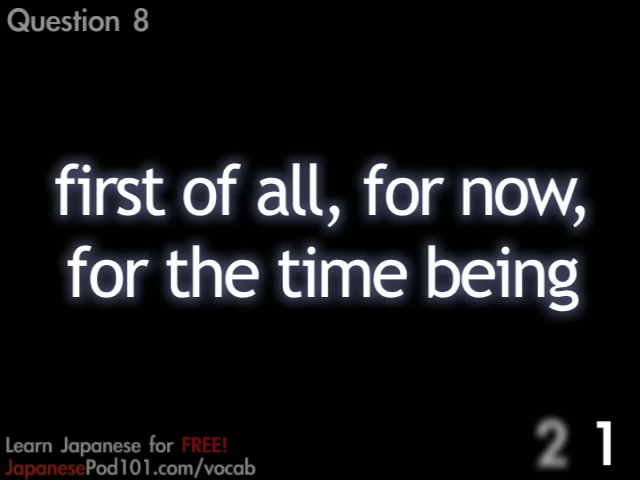 Question 8
first of all, for now,
for the time being
2 1
Learn Japanese for FREE!
JapanesePod101.com/vocab